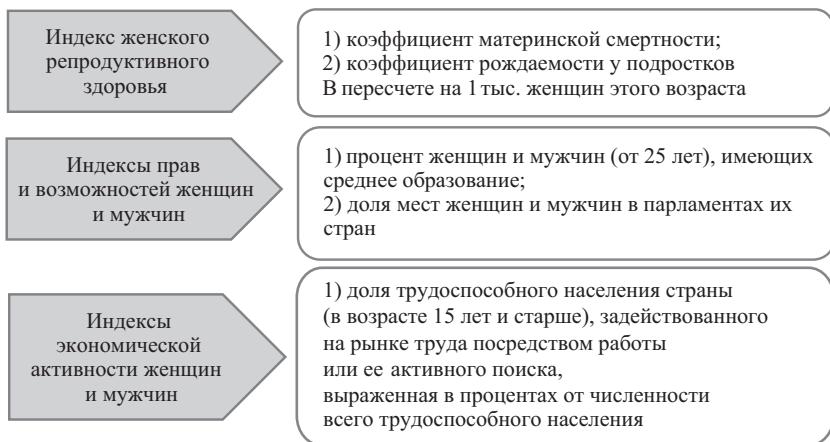 Индекс женского
репродуктивного
здоровья
1) коэффициент материнской смертности;
2) коэффициент рождаемости у подростков
В пересчете на 1 тыс. женщин этого возраста
Индексы прав
и возможностей женщин
и мужчин
1) процент женщин и мужчин (от 25 лет), имеющих
среднее образование;
2) доля мест женщин и мужчин в парламентах их
стран
Индексы
экономической
активности женщин
и мужчин
1) доля трудоспособного населения страны
(в возрасте 15 лет и старше), задействованного
на рынке труда посредством работы
или ее активного поиска,
выраженная в процентах от численности
всего трудоспособного населения